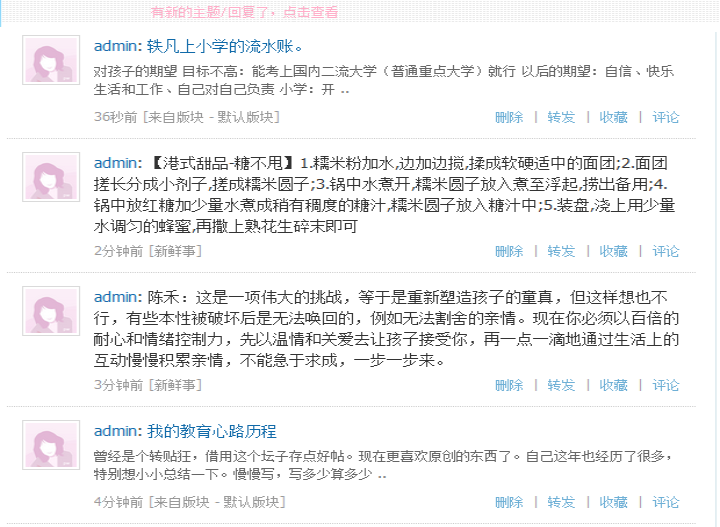 有新的主题/回复了，点击查看
admin: 轶凡上小学的流水账。
对孩子的期望 目标不高：能考上国内二流大学（普通重点大学）就行 以后的期望：自信、快乐
生活和工作、自己对自己负责 小学：开 ..
36秒前 [来自版块 - 默认版块]
删除 | 转发 | 收藏 | 评论
admin: 【港式甜品-糖不甩】1.糯米粉加水,边加边搅,揉成软硬适中的面团;2.面团
搓长分成小剂子,搓成糯米圆子;3.锅中水煮开,糯米圆子放入煮至浮起,捞出备用;4.
锅中放红糖加少量水煮成稍有稠度的糖汁,糯米圆子放入糖汁中;5.装盘,浇上用少量
水调匀的蜂蜜,再撒上熟花生碎末即可
2分钟前 [新鲜事]
删除 | 转发 | 收藏 | 评论
admin: 陈禾：这是一项伟大的挑战，等于是重新塑造孩子的童真，但这样想也不
行，有些本性被破坏后是无法唤回的，例如无法割舍的亲情。现在你必须以百倍的
耐心和情绪控制力，先以温情和关爱去让孩子接受你，再一点一滴地通过生活上的
互动慢慢积累亲情，不能急于求成，一步一步来。
3分钟前 [新鲜事]
删除 | 转发 | 收藏 | 评论
admin: 我的教育心路历程
曾经是个转贴狂，借用这个坛子存点好帖。现在更喜欢原创的东西了。自己这年也经历了很多，
特别想小小总结一下。慢慢写，写多少算多少 ..
4分钟前 [来自版块 - 默认版块]
删除 | 转发 | 收藏 | 评论